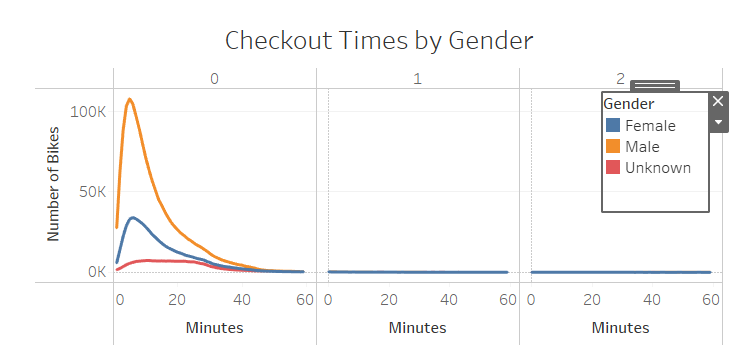 Checkout Times by Gender
0 1 2
Gender
Female
Male
Unknown
Number of Bikes
100K
50K
0K
0 20 40 60 0 20 40 60 0 20 40 60
Minutes Minutes Minutes